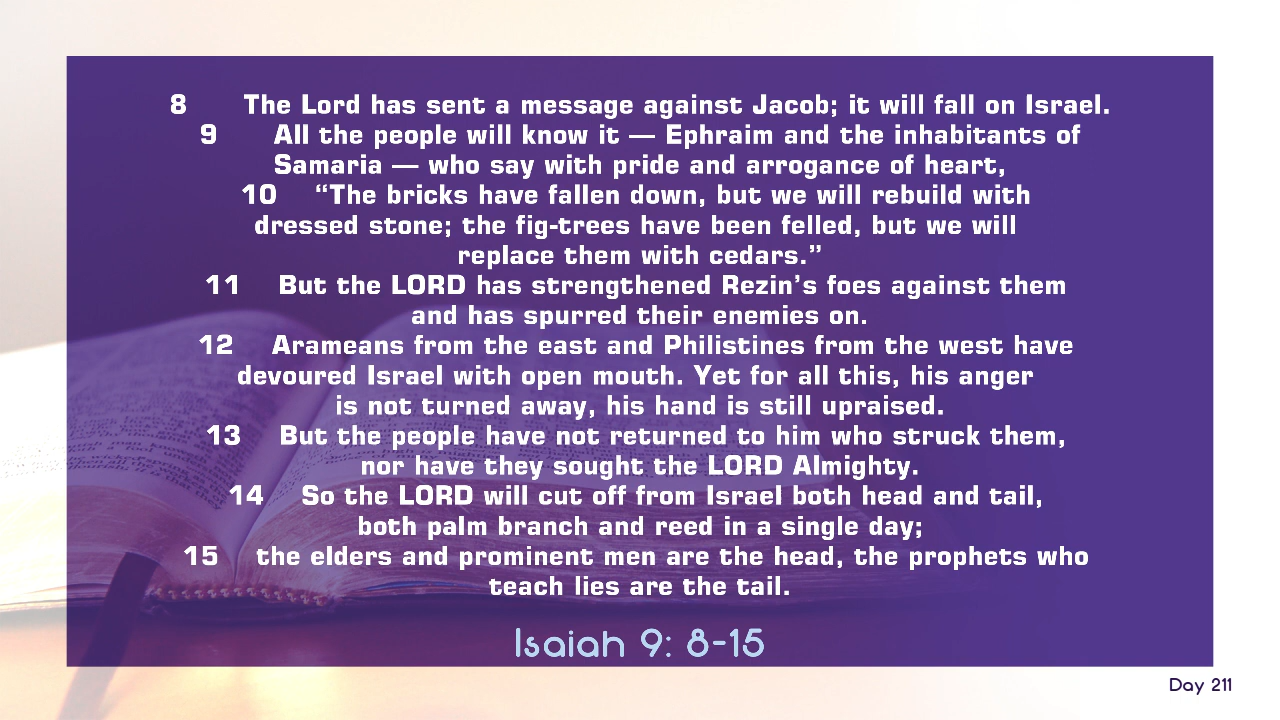 8 The Lord has sent a message against Jacob; it will fall on Israel.
9 All the people will know it — Ephraim and the inhabitants of
Samaria — who say with pride and arrogance of heart,
10 “The bricks have fallen down, but we will rebuild with
dressed stone; the fig-trees have been felled, but we will
replace them with cedars.”
11 But the LORD has strengthened Rezin’s foes against them
and has spurred their enemies on.
12 Arameans from the east and Philistines from the west have
devoured Israel with open mouth. Yet for all this, his anger
is not turned away, his hand is still upraised.
13 But the people have not returned to him who struck them,
nor have they sought the LORD Almighty.
14 So the LORD will cut off from Israel both head and tail,
both palm branch and reed in a single day;
15 the elders and prominent men are the head, the prophets who
teach lies are the tail.
Isaiah 9: 8-15
Day 211